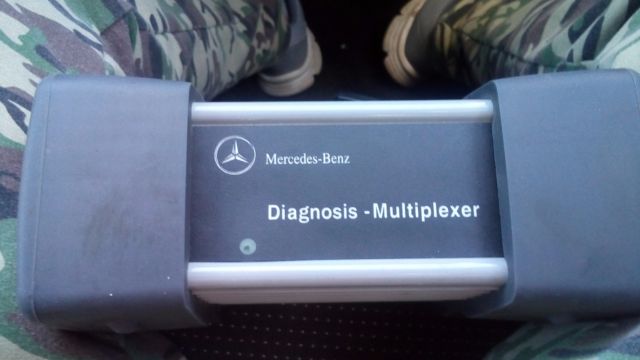 Mercedes-Benz
Diagnosis - Multiplexer